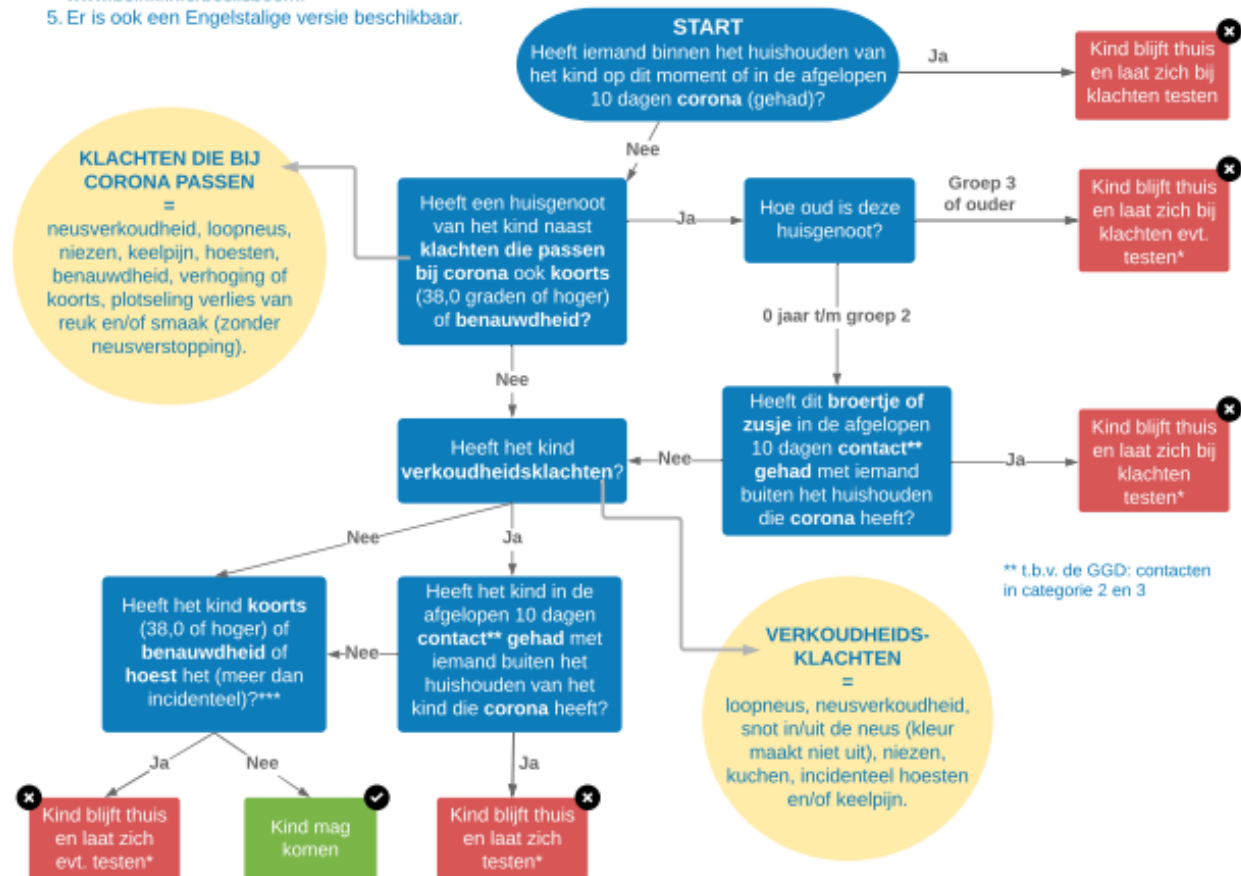 5. Er is ook een Engelstalige versie beschikbaar.
START
Heeft iemand binnen het huishouden van
het kind op dit moment of in de afgelopen
10 dagen corona (gehad)?
Ja
Kind blijft thuis
en laat zich bij
klachten testen
Nee
KLACHTEN DIE BIJ
CORONA PASSEN
=
neusverkoudheid, loopneus,
niezen, keelpijn, hoesten,
benauwdheid, verhoging of
koorts, plotseling verlies van
reuk en/of smaak (zonder
neusverstopping).
Heeft een huisgenoot
van het kind naast
klachten die passen
bij corona ook koorts
(38,0 graden of hoger)
of benauwdheid?
Ja
Hoe oud is deze
huisgenoot?
Groep 3
of ouder
Kind blijft thuis
en laat zich bij
klachten evt.
testen*
0 jaar t/m groep 2
Nee
Heeft dit broertje of
zusje in de afgelopen
10 dagen contact**
gehad met iemand
buiten het huishouden
die corona heeft?
Ja
Kind blijft thuis
en laat zich bij
klachten
testen*
Nee
Heeft het kind
verkoudheidsklachten?
Nee
Ja
** t.b.v. de GGD: contacten
in categorie 2 en 3
Heeft het kind koorts
(38,0 of hoger) of
benauwdheid of
hoest het (meer dan
incidenteel)?***
Nee
Heeft het kind in de
afgelopen 10 dagen
contact** gehad met
iemand buiten het
huishouden van het
kind die corona heeft?
VERKOUDHEIDS-
KLACHTEN
=
loopneus, neusverkoudheid,
snot in/uit de neus (kleur
maakt niet uit), niezen,
kuchen, incidenteel hoesten
en/of keelpijn.
Ja
Nee
Ja
Kind blijft thuis
en laat zich
evt. testen*
Kind mag
komen
Kind blijft thuis
en laat zich
testen*